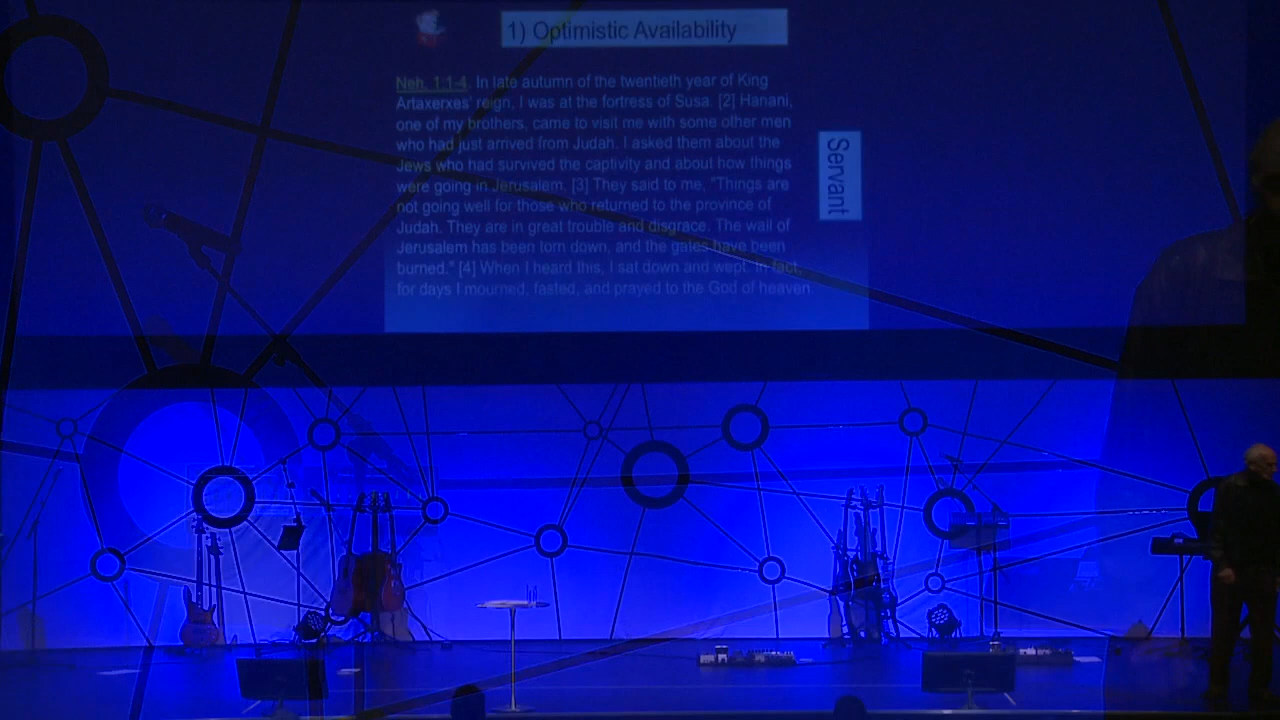 1) Optimistic Availability
Neh. 1:1-4. In late autumn of the twentieth year of King
Artaxerxes' reign, I was at the fortress of Susa. [2] Hanani,
one of my brothers, came to visit me with some other men
who had just arrived from Judah. I asked them about the
Jews who had survived the captivity and about how things
were going in Jerusalem. [3] They said to me, "Things are
not going well for those who returned to the province of
Judah. They are in great trouble and disgrace. The wall of
Jerusalem has been torn down, and the gates have been
burned." [4] When I heard this, I sat down and wept. In fact,
for days I mourned, fasted, and prayed to the God of heaven
Servant